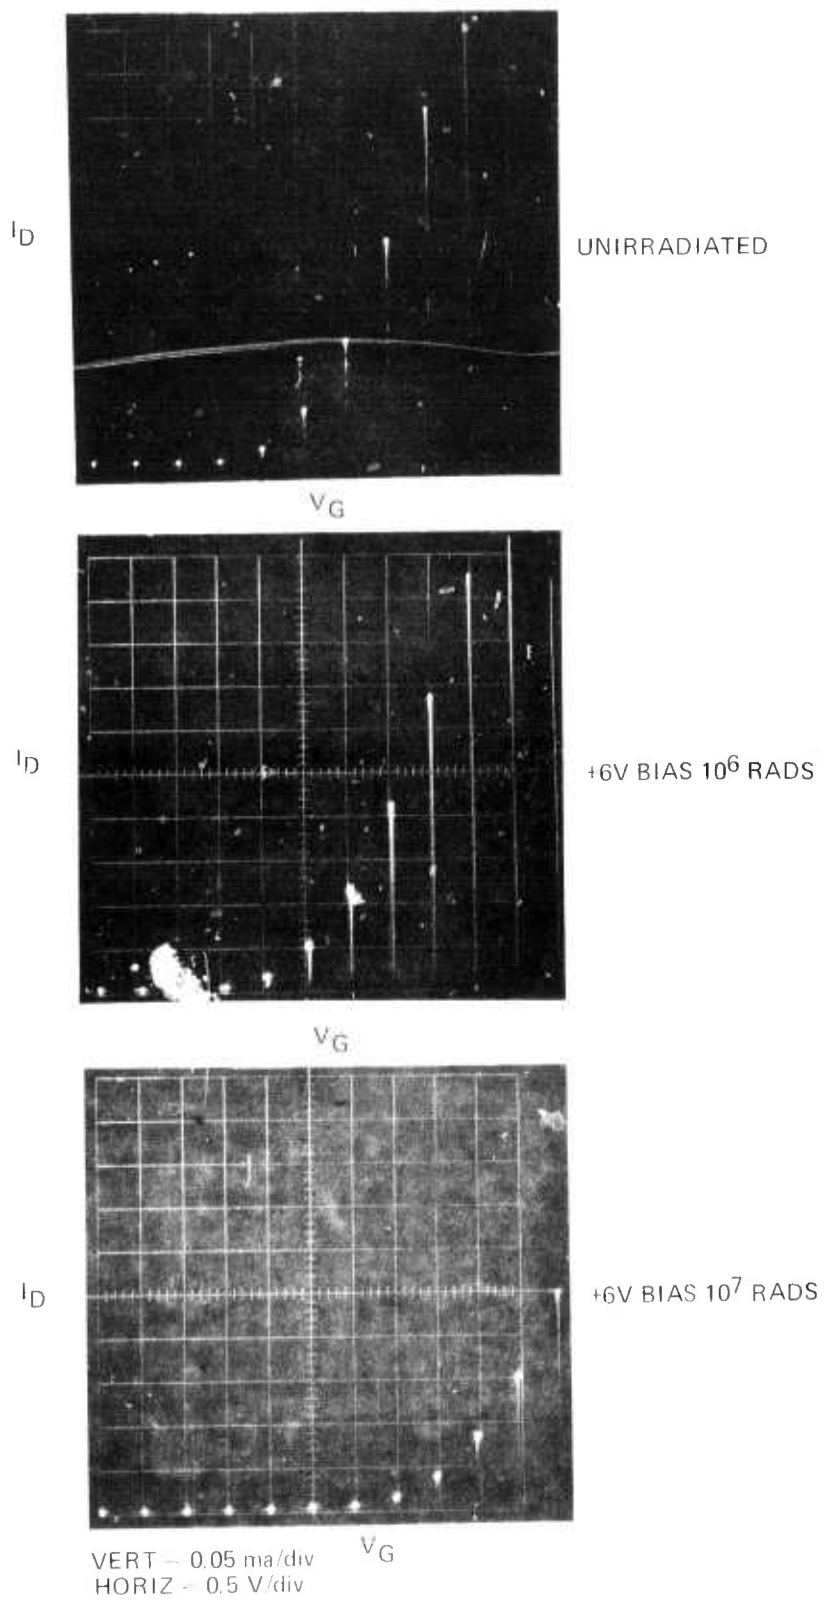 I_D
UNIRRADIATED
V_G
I_D
+6V BIAS 10^6 RADS
V_G
I_D
+6V BIAS 10^7 RADS
V_G
VERT - 0.05 ma/div
HORIZ - 0.5 V/div